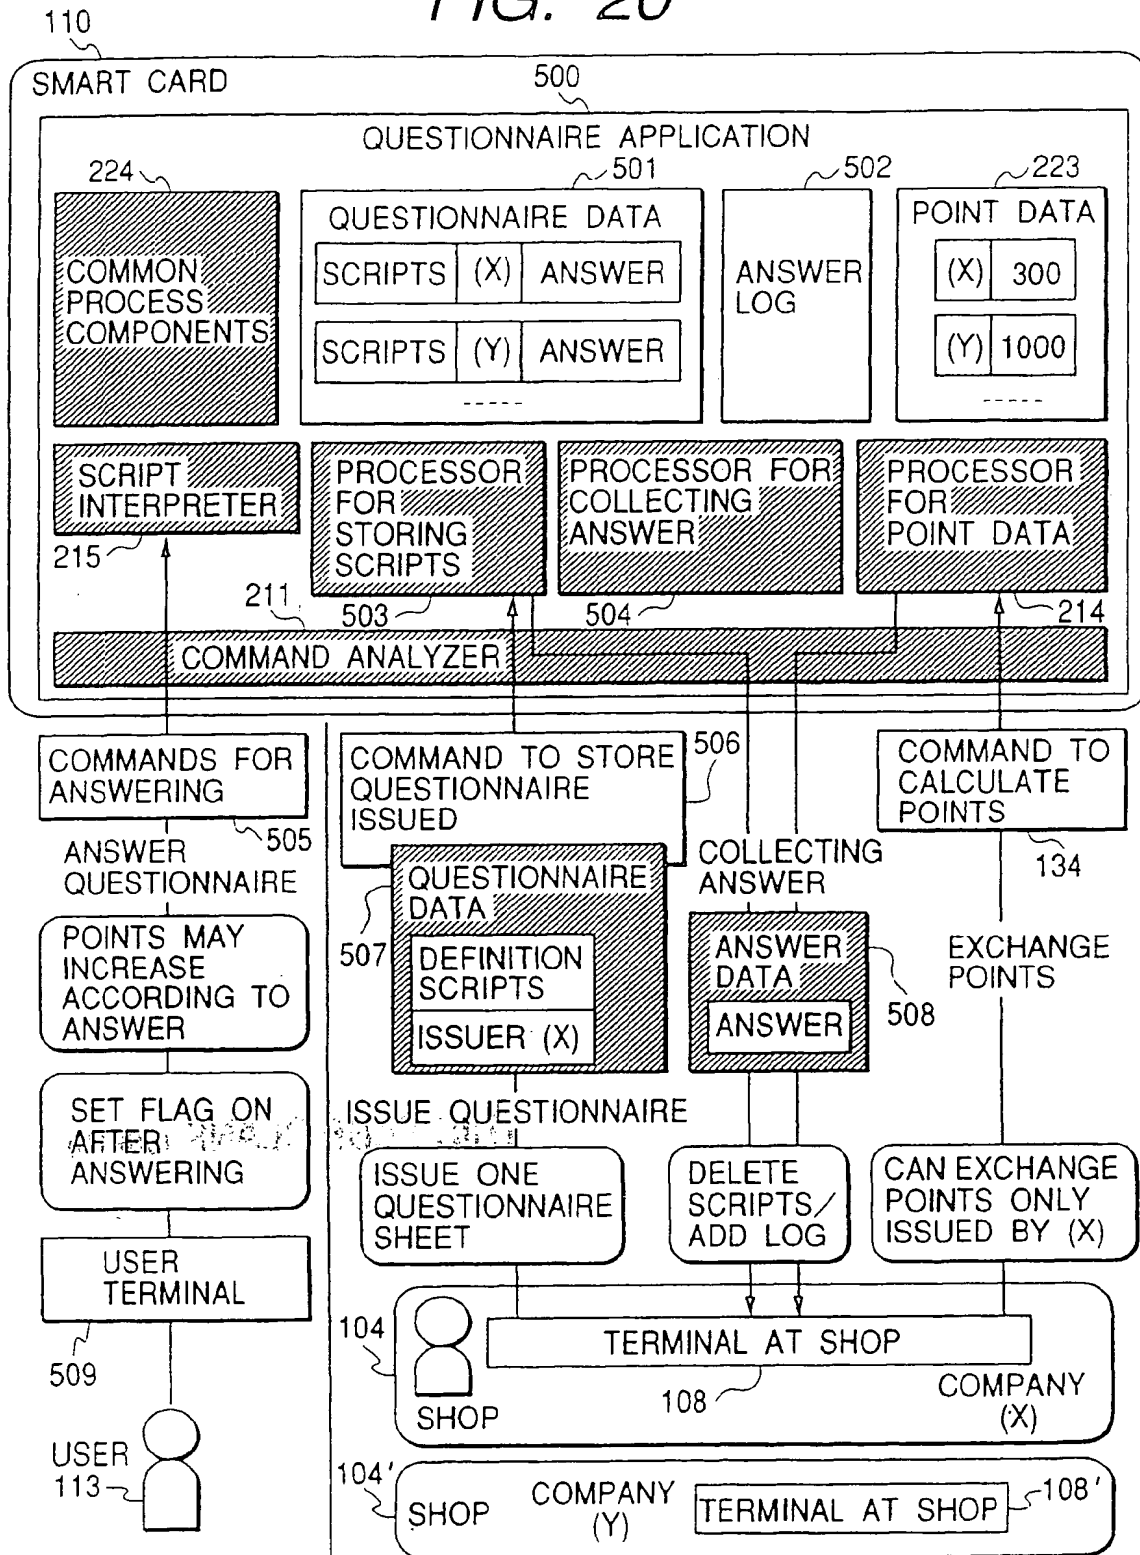 FIG. 20
110
SMART CARD
500
QUESTIONNAIRE APPLICATION
224
501
502
223
COMMON
PROCESS
COMPONENTS
QUESTIONNAIRE DATA
SCRIPTS (X) ANSWER
SCRIPTS (Y) ANSWER
-----
ANSWER
LOG
POINT DATA
(X) 300
(Y) 1000
-----
SCRIPT
INTERPRETER
215
PROCESSOR
FOR
STORING
SCRIPTS
503
PROCESSOR FOR
COLLECTING
ANSWER
504
PROCESSOR
FOR
POINT DATA
214
211
COMMAND ANALYZER
COMMANDS FOR
ANSWERING
505
ANSWER
QUESTIONNAIRE
POINTS MAY
INCREASE
ACCORDING TO
ANSWER
SET FLAG ON
AFTER
ANSWERING
USER
TERMINAL
509
USER
113
COMMAND TO STORE
QUESTIONNAIRE
ISSUED
506
QUESTIONNAIRE
DATA
507
DEFINITION
SCRIPTS
ISSUER (X)
ISSUE QUESTIONNAIRE
ISSUE ONE
QUESTIONNAIRE
SHEET
COLLECTING
ANSWER
ANSWER
DATA
ANSWER
508
DELETE
SCRIPTS/
ADD LOG
COMMAND TO
CALCULATE
POINTS
134
EXCHANGE
POINTS
CAN EXCHANGE
POINTS ONLY
ISSUED BY (X)
104
TERMINAL AT SHOP
108
SHOP
COMPANY
(X)
104'
SHOP
COMPANY
(Y)
TERMINAL AT SHOP
108'